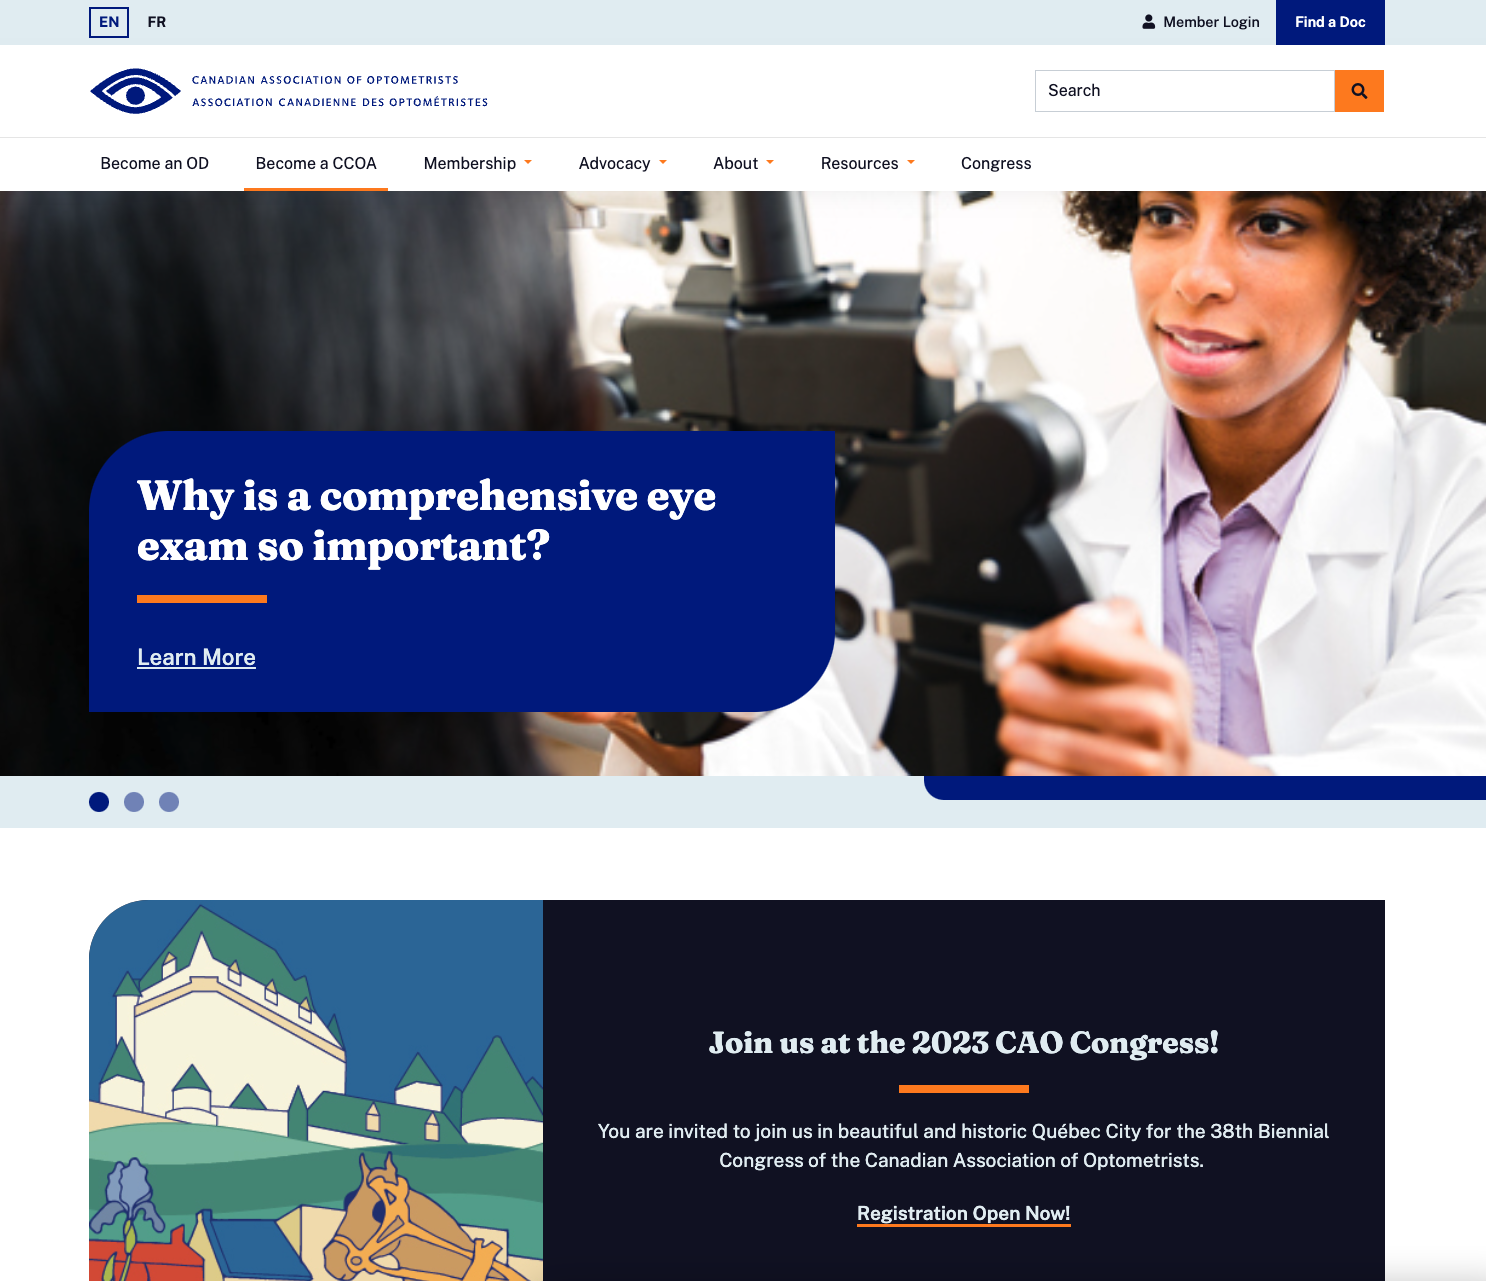 EN FR Member Login Find a Doc
CANADIAN ASSOCIATION OF OPTOMETRISTS
ASSOCIATION CANADIENNE DES OPTOMÉTRISTES
Search
Become an OD Become a CCOA Membership Advocacy About Resources Congress
Why is a comprehensive eye
exam so important?
Learn More
Join us at the 2023 CAO Congress!
You are invited to join us in beautiful and historic Québec City for the 38th Biennial
Congress of the Canadian Association of Optometrists.
Registration Open Now!